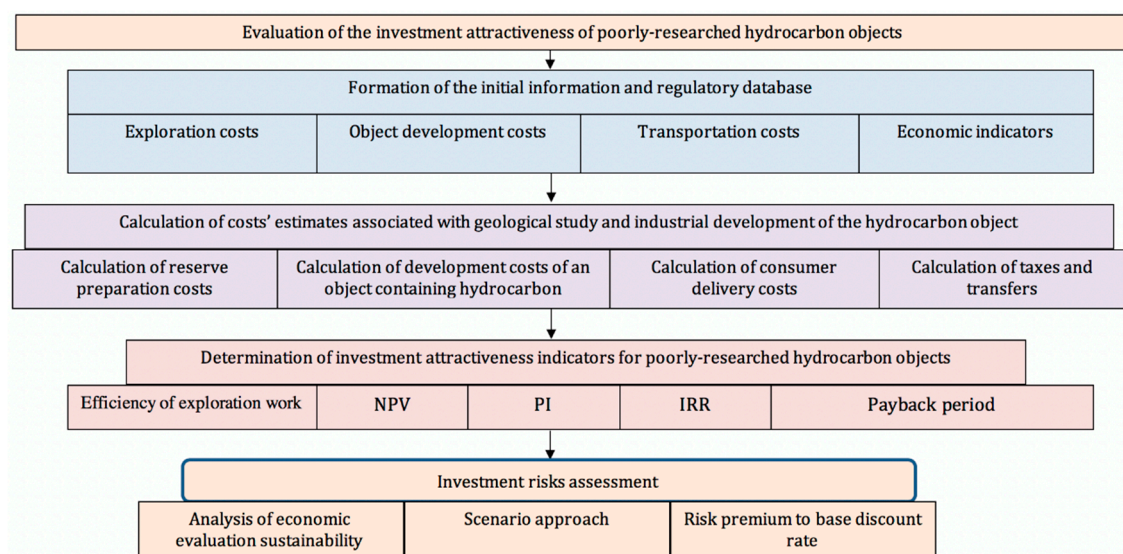 Evaluation of the investment attractiveness of poorly-researched hydrocarbon objects
Formation of the initial information and regulatory database
Exploration costs
Object development costs
Transportation costs
Economic indicators
Calculation of costs' estimates associated with geological study and industrial development of the hydrocarbon object
Calculation of reserve
preparation costs
Calculation of development costs of an
object containing hydrocarbon
Calculation of consumer
delivery costs
Calculation of taxes and
transfers
Determination of investment attractiveness indicators for poorly-researched hydrocarbon objects
Efficiency of exploration work
NPV
PI
IRR
Payback period
Investment risks assessment
Analysis of economic
evaluation sustainability
Scenario approach
Risk premium to base discount
rate